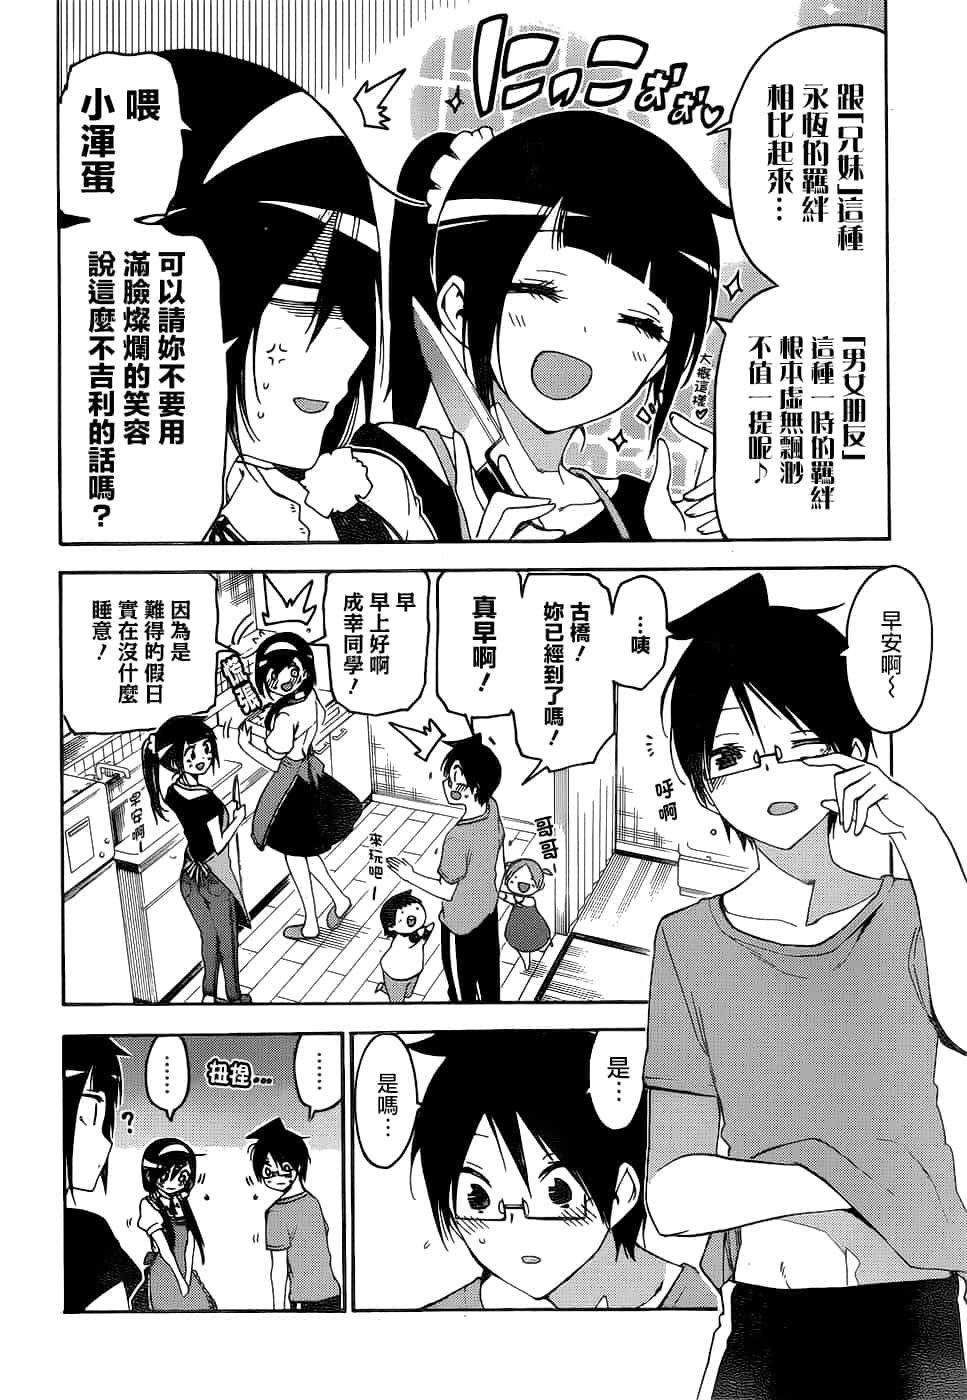 跟「兄妹」這種
永恆的羈絆
相比起來…
「男女朋友」
這種一時的羈絆
根本虛無飄渺
不值一提呢♪
にっこ
おぉぉ♡
大概這樣♡
喂
小渾蛋
可以請妳不要用
滿臉燦爛的笑容
說這麼不吉利的話嗎？
早安啊～
呼啊
…咦
古橋！
妳已經到了嗎！
真早啊！
哥哥
來玩吧～
早
早上好啊
成幸同學！
慌張
早安啊～
因為是
難得的假日
實在沒什麼
睡意！
是…
是嗎…
……
扭捏…
……
？